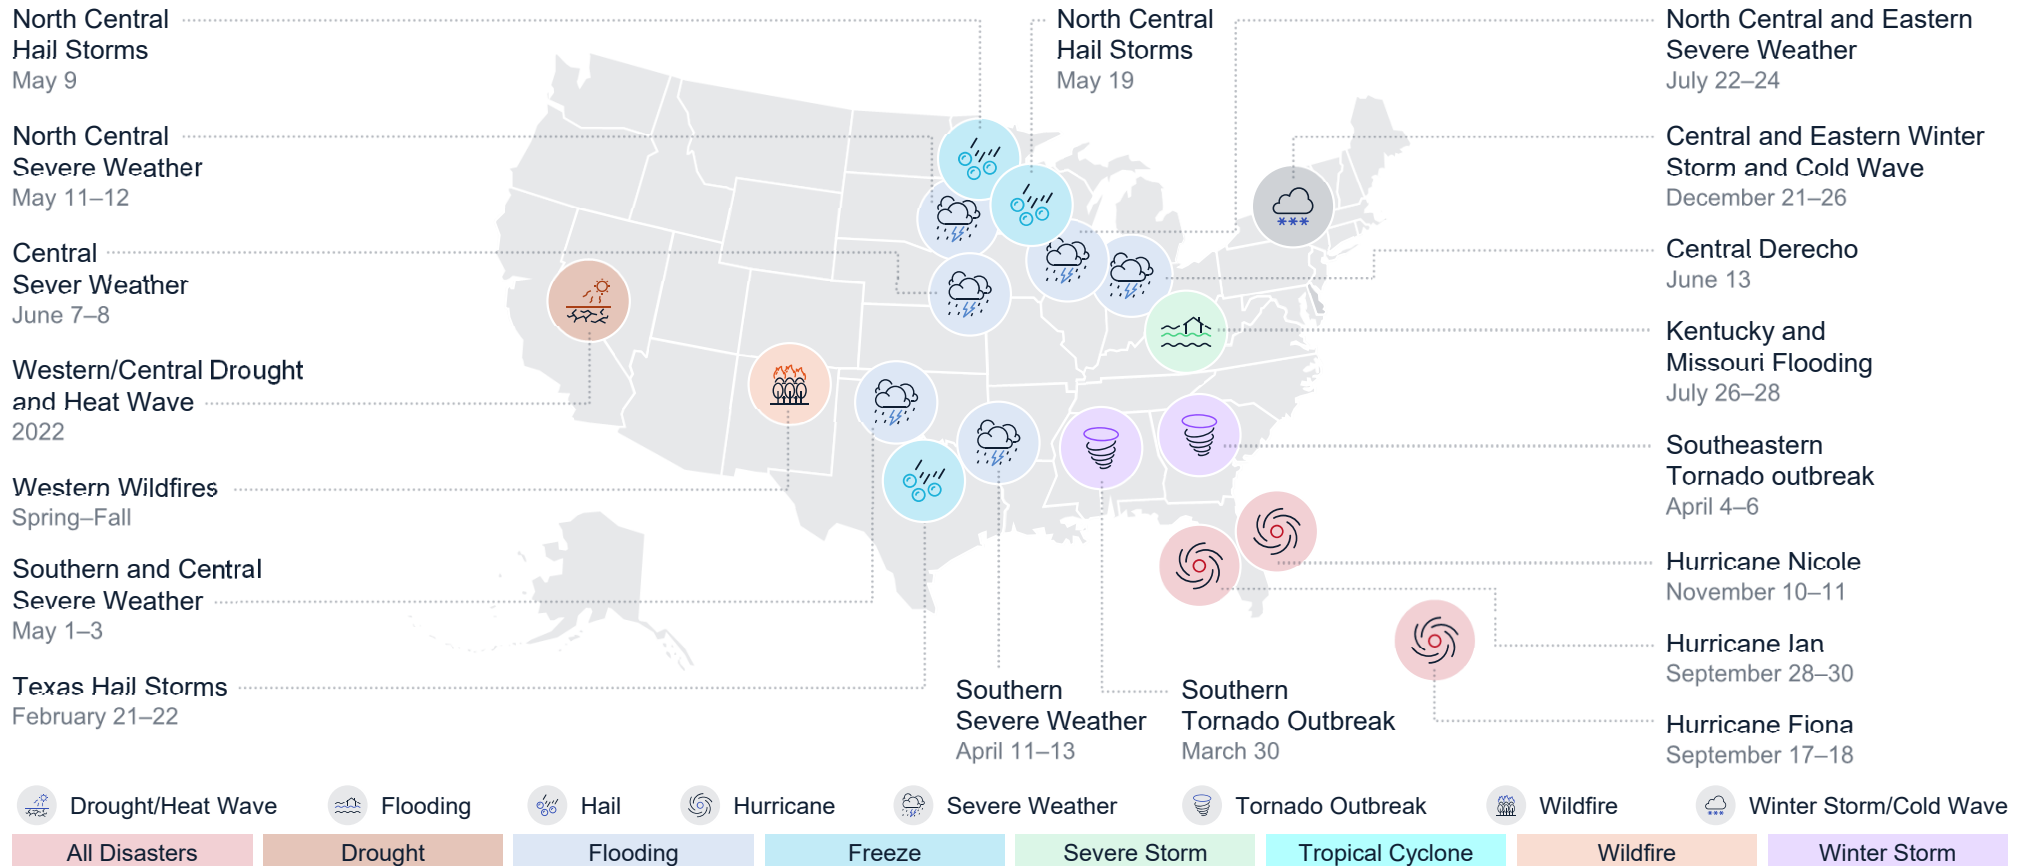 North Central
Hail Storms
May 9
North Central
Severe Weather
May 11–12
Central
Sever Weather
June 7–8
Western/Central Drought
and Heat Wave
2022
Western Wildfires
Spring–Fall
Southern and Central
Severe Weather
May 1–3
Texas Hail Storms
February 21–22
North Central
Hail Storms
May 19
Southern
Severe Weather
April 11–13
Southern
Tornado Outbreak
March 30
North Central and Eastern
Severe Weather
July 22–24
Central and Eastern Winter
Storm and Cold Wave
December 21–26
Central Derecho
June 13
Kentucky and
Missouri Flooding
July 26–28
Southeastern
Tornado outbreak
April 4–6
Hurricane Nicole
November 10–11
Hurricane Ian
September 28–30
Hurricane Fiona
September 17–18
Drought/Heat Wave
Flooding
Hail
Hurricane
Severe Weather
Tornado Outbreak
Wildfire
Winter Storm/Cold Wave
All Disasters
Drought
Flooding
Freeze
Severe Storm
Tropical Cyclone
Wildfire
Winter Storm